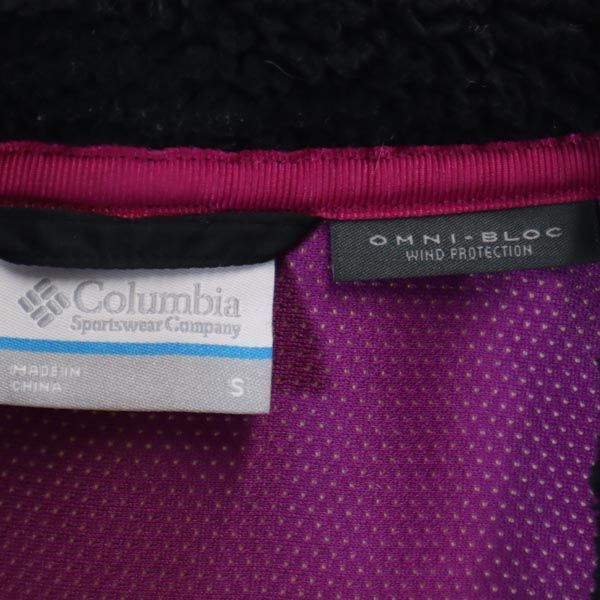 Columbia
Sportswear Company
MADE IN
CHINA
S
OMNI-BLOC
WIND PROTECTION